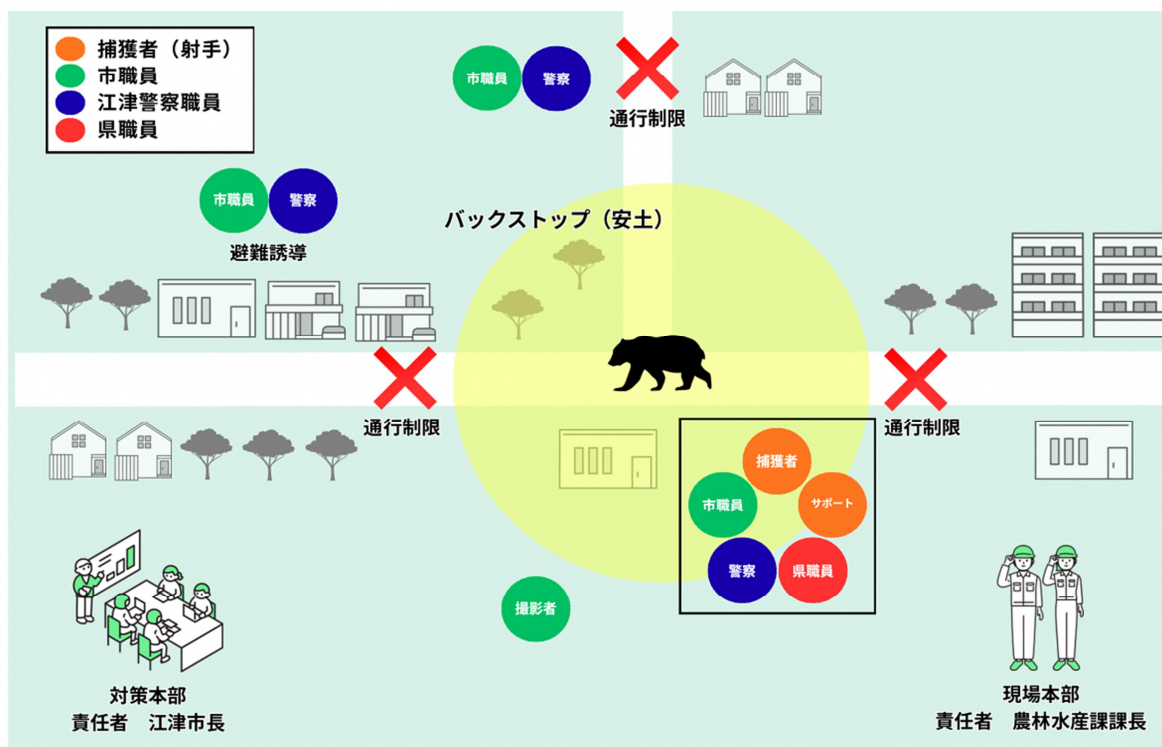 捕獲者（射手）
市職員
江津警察職員
県職員
市職員
警察
通行制限
市職員
警察
避難誘導
バックストップ（安土）
通行制限
通行制限
捕獲者
市職員
サポート
警察
県職員
撮影者
対策本部
責任者　江津市長
現場本部
責任者　農林水産課課長